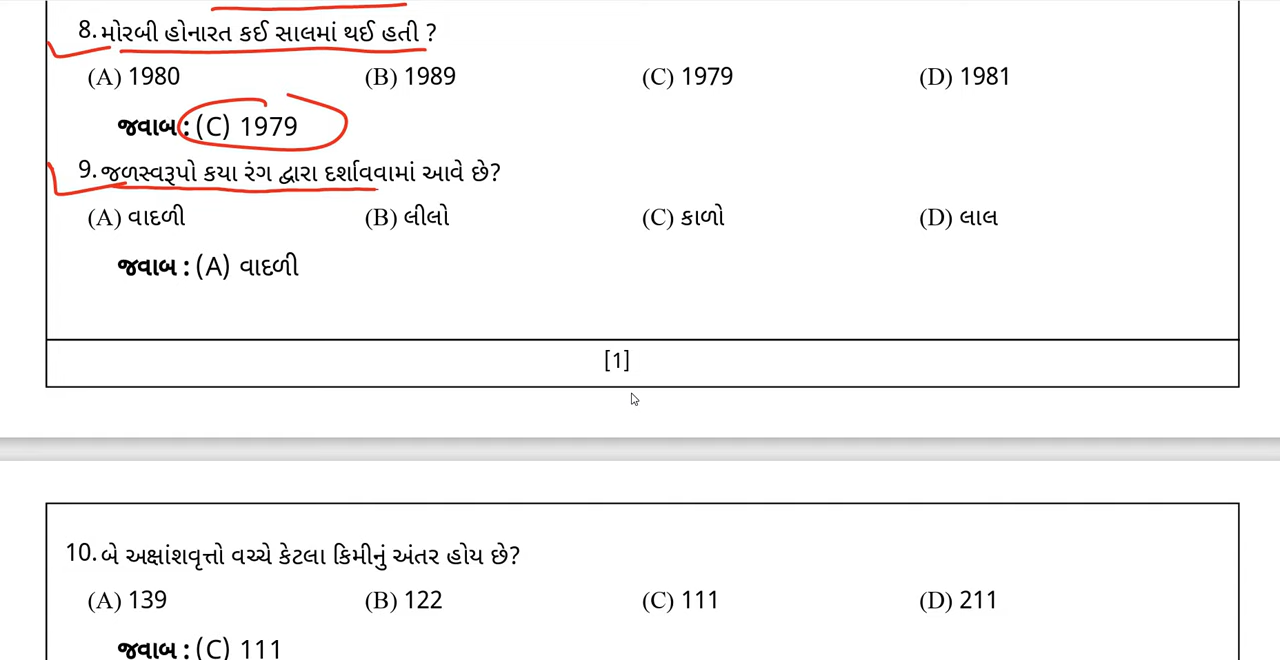 8. મોરબી હોનારત કઈ સાલમાં થઈ હતી ?
(A) 1980 (B) 1989 (C) 1979 (D) 1981
જવાબ : (C) 1979
9. જળસ્વરૂપો કયા રંગ દ્વારા દર્શાવવામાં આવે છે?
(A) વાદળી (B) લીલો (C) કાળો (D) લાલ
જવાબ : (A) વાદળી
[1]
10. બે અક્ષાંશવૃત્તો વચ્ચે કેટલા કિમીનું અંતર હોય છે?
(A) 139 (B) 122 (C) 111 (D) 211
જવાબ : (C) 111